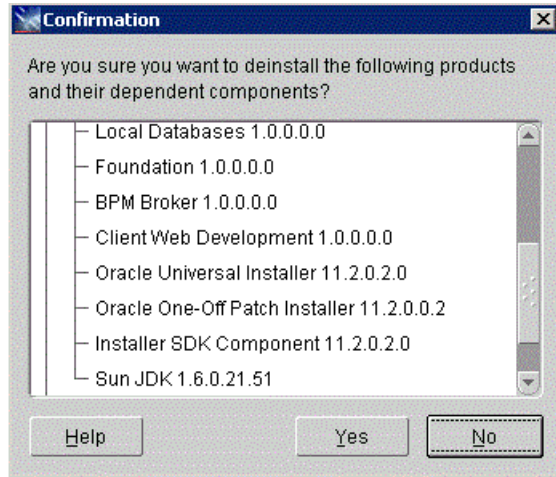 Confirmation
Are you sure you want to deinstall the following products
and their dependent components?
Local Databases 1.0.0.0.0
Foundation 1.0.0.0.0
BPM Broker 1.0.0.0.0
Client Web Development 1.0.0.0.0
Oracle Universal Installer 11.2.0.2.0
Oracle One-Off Patch Installer 11.2.0.0.2
Installer SDK Component 11.2.0.2.0
Sun JDK 1.6.0.21.51
Help Yes No